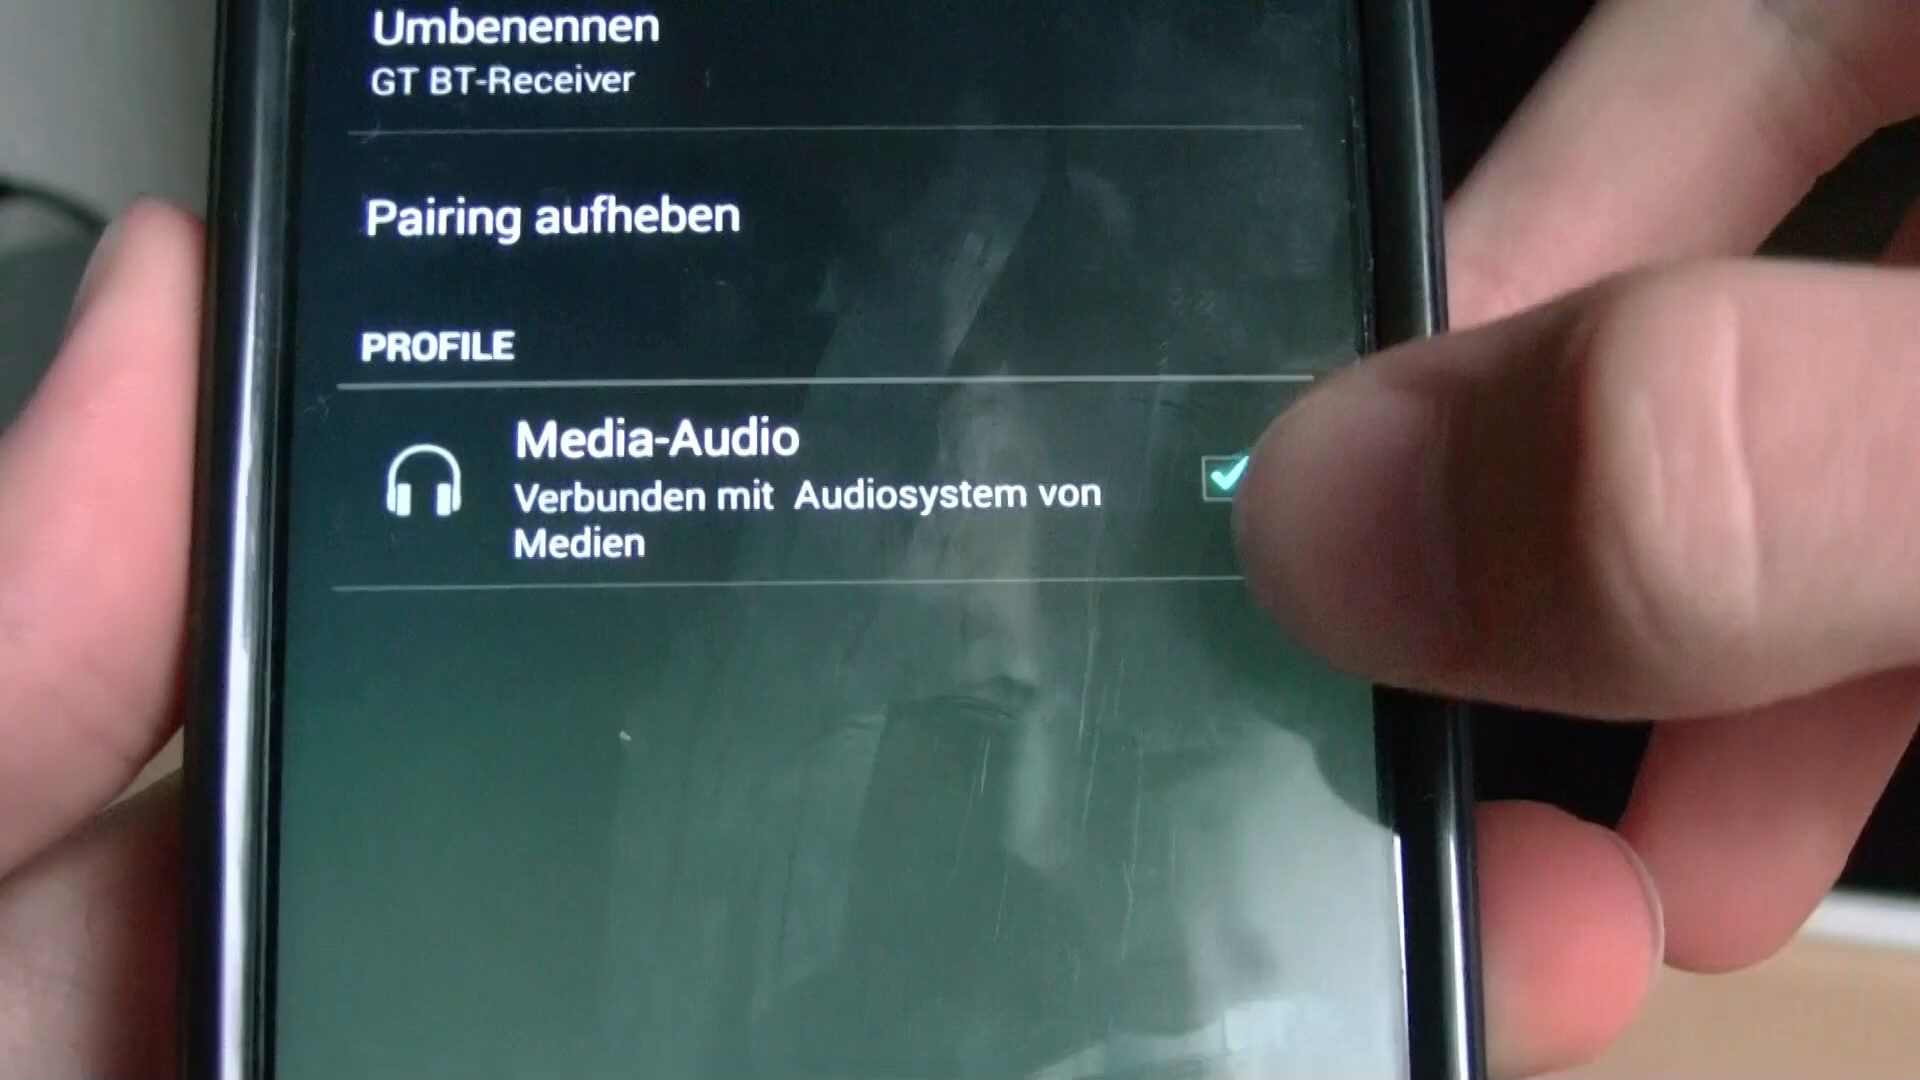 Umbenennen
GT BT-Receiver
Pairing aufheben
PROFILE
Media-Audio
Verbunden mit Audiosystem von
Medien